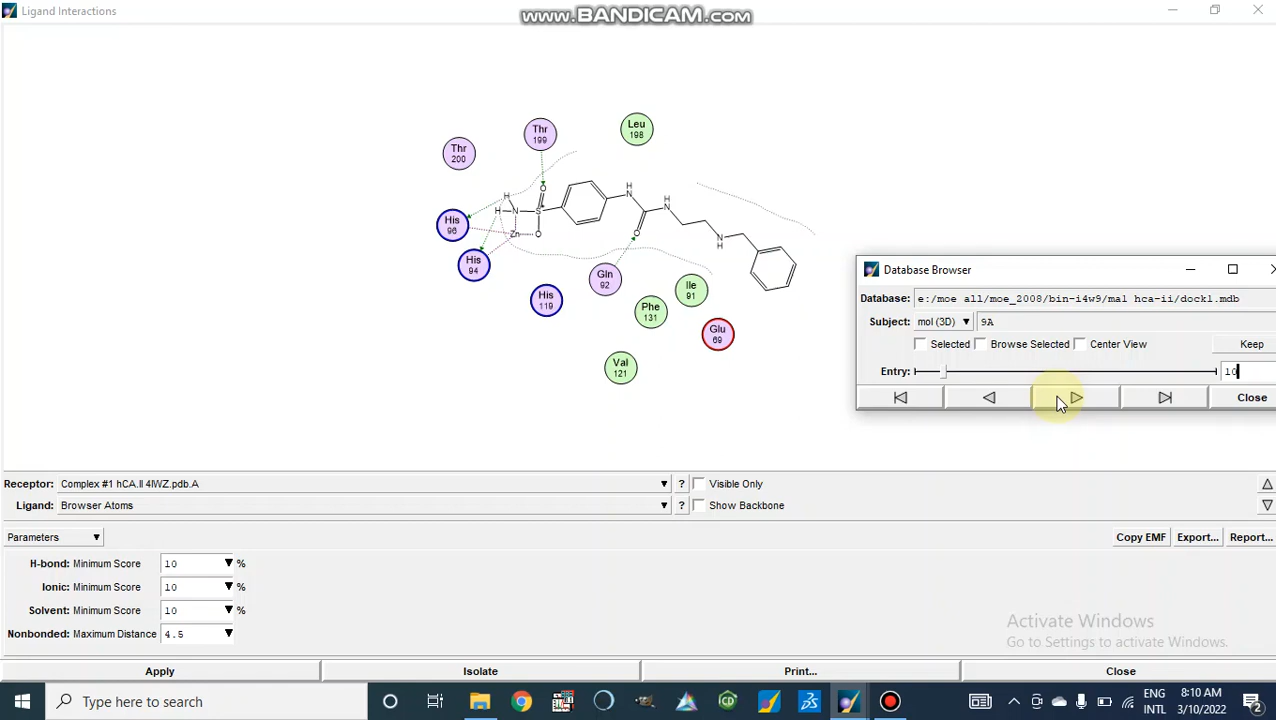 Ligand Interactions
www.BANDICAM.com
Thr
199
Leu
198
Thr
200
H
H
N
O
S
O
Zn
H
N
O
H
N
N
H
His
96
His
94
His
119
Gln
92
Phe
131
Ile
91
Glu
69
Val
121
Database Browser
Database: e:/moe all/moe_2008/bin-i4w9/mal hca-ii/dock1.mdb
Subject: mol (3D) 9A
Selected Browse Selected Center View Keep
Entry: 10
Close
Receptor: Complex #1 hCA.II 4IWZ.pdb.A ? Visible Only
Ligand: Browser Atoms ? Show Backbone
Parameters Copy EMF Export... Report...
H-bond: Minimum Score 10 %
Ionic: Minimum Score 10 %
Solvent: Minimum Score 10 %
Nonbonded: Maximum Distance 4.5
Activate Windows
Go to Settings to activate Windows.
Apply Isolate Print... Close
Type here to search
ENG
INTL
8:10 AM
3/10/2022
2